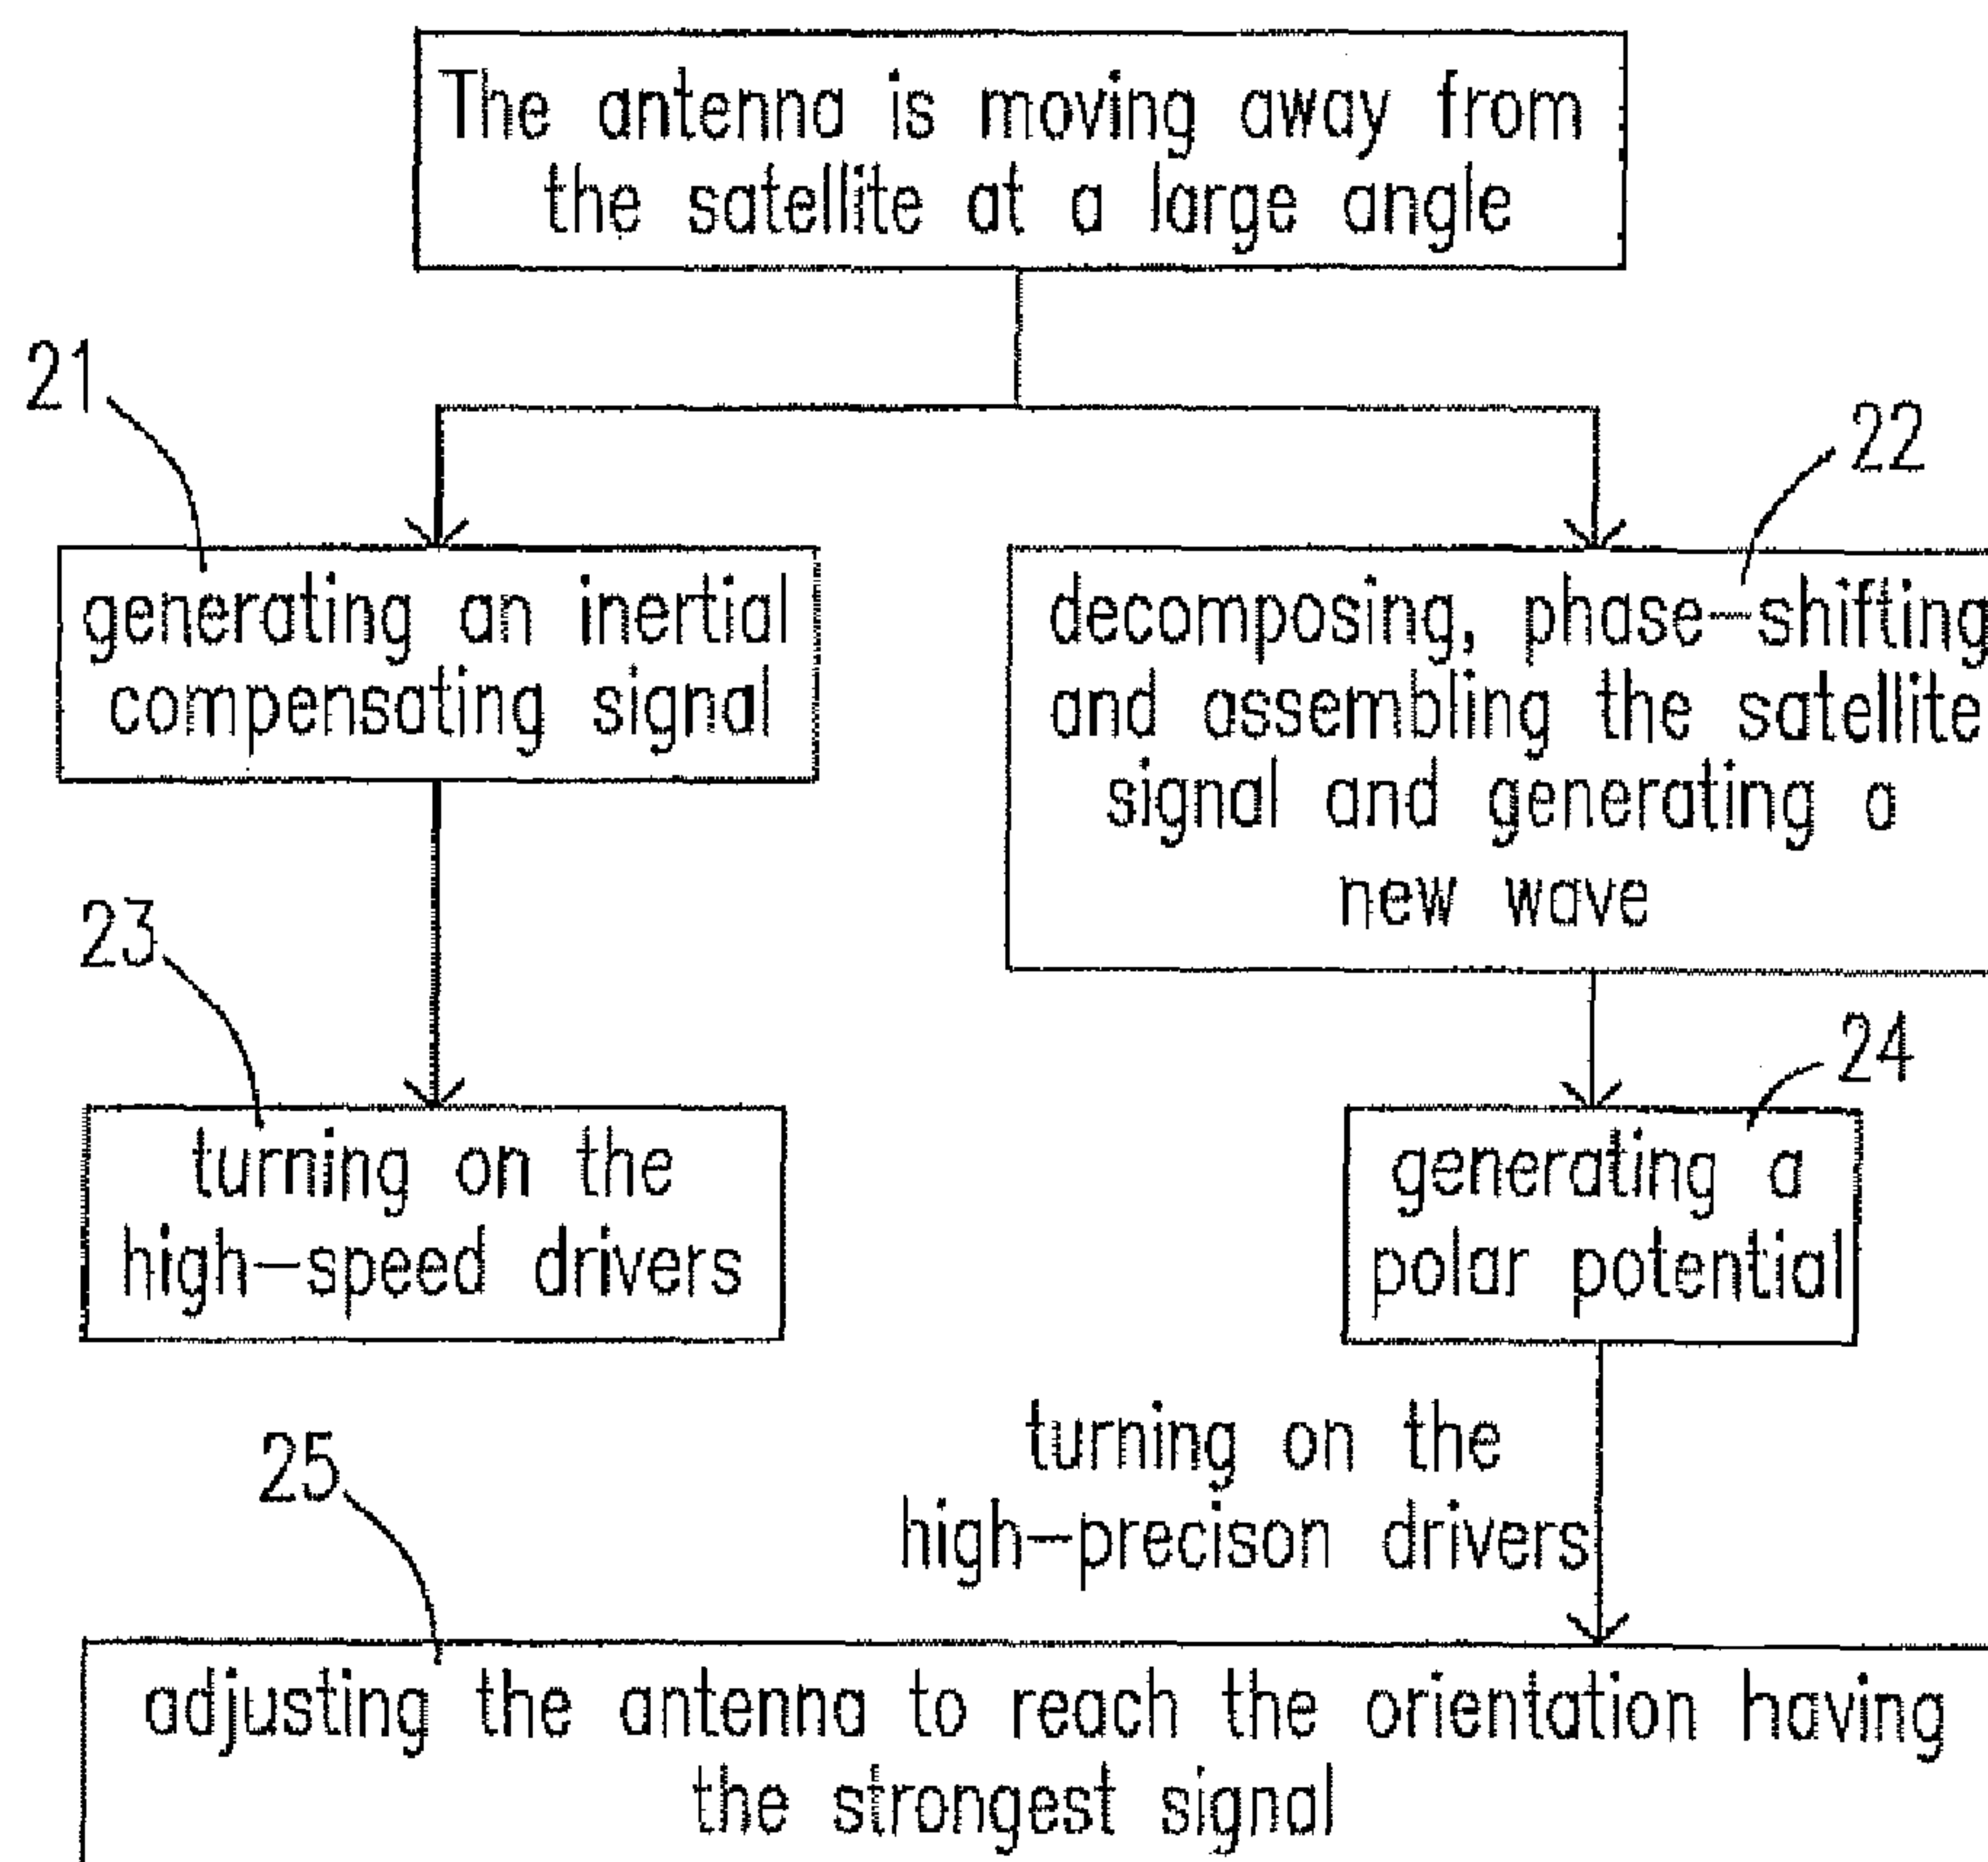 The antenna is moving away from
the satellite at a large angle
21
22
generating an inertial
compensating signal
decomposing, phase-shifting
and assembling the satellite
signal and generating a
new wave
23
24
turning on the
high-speed drivers
generating a
polar potential
turning on the
high-precison drivers
25
adjusting the antenna to reach the orientation having
the strongest signal